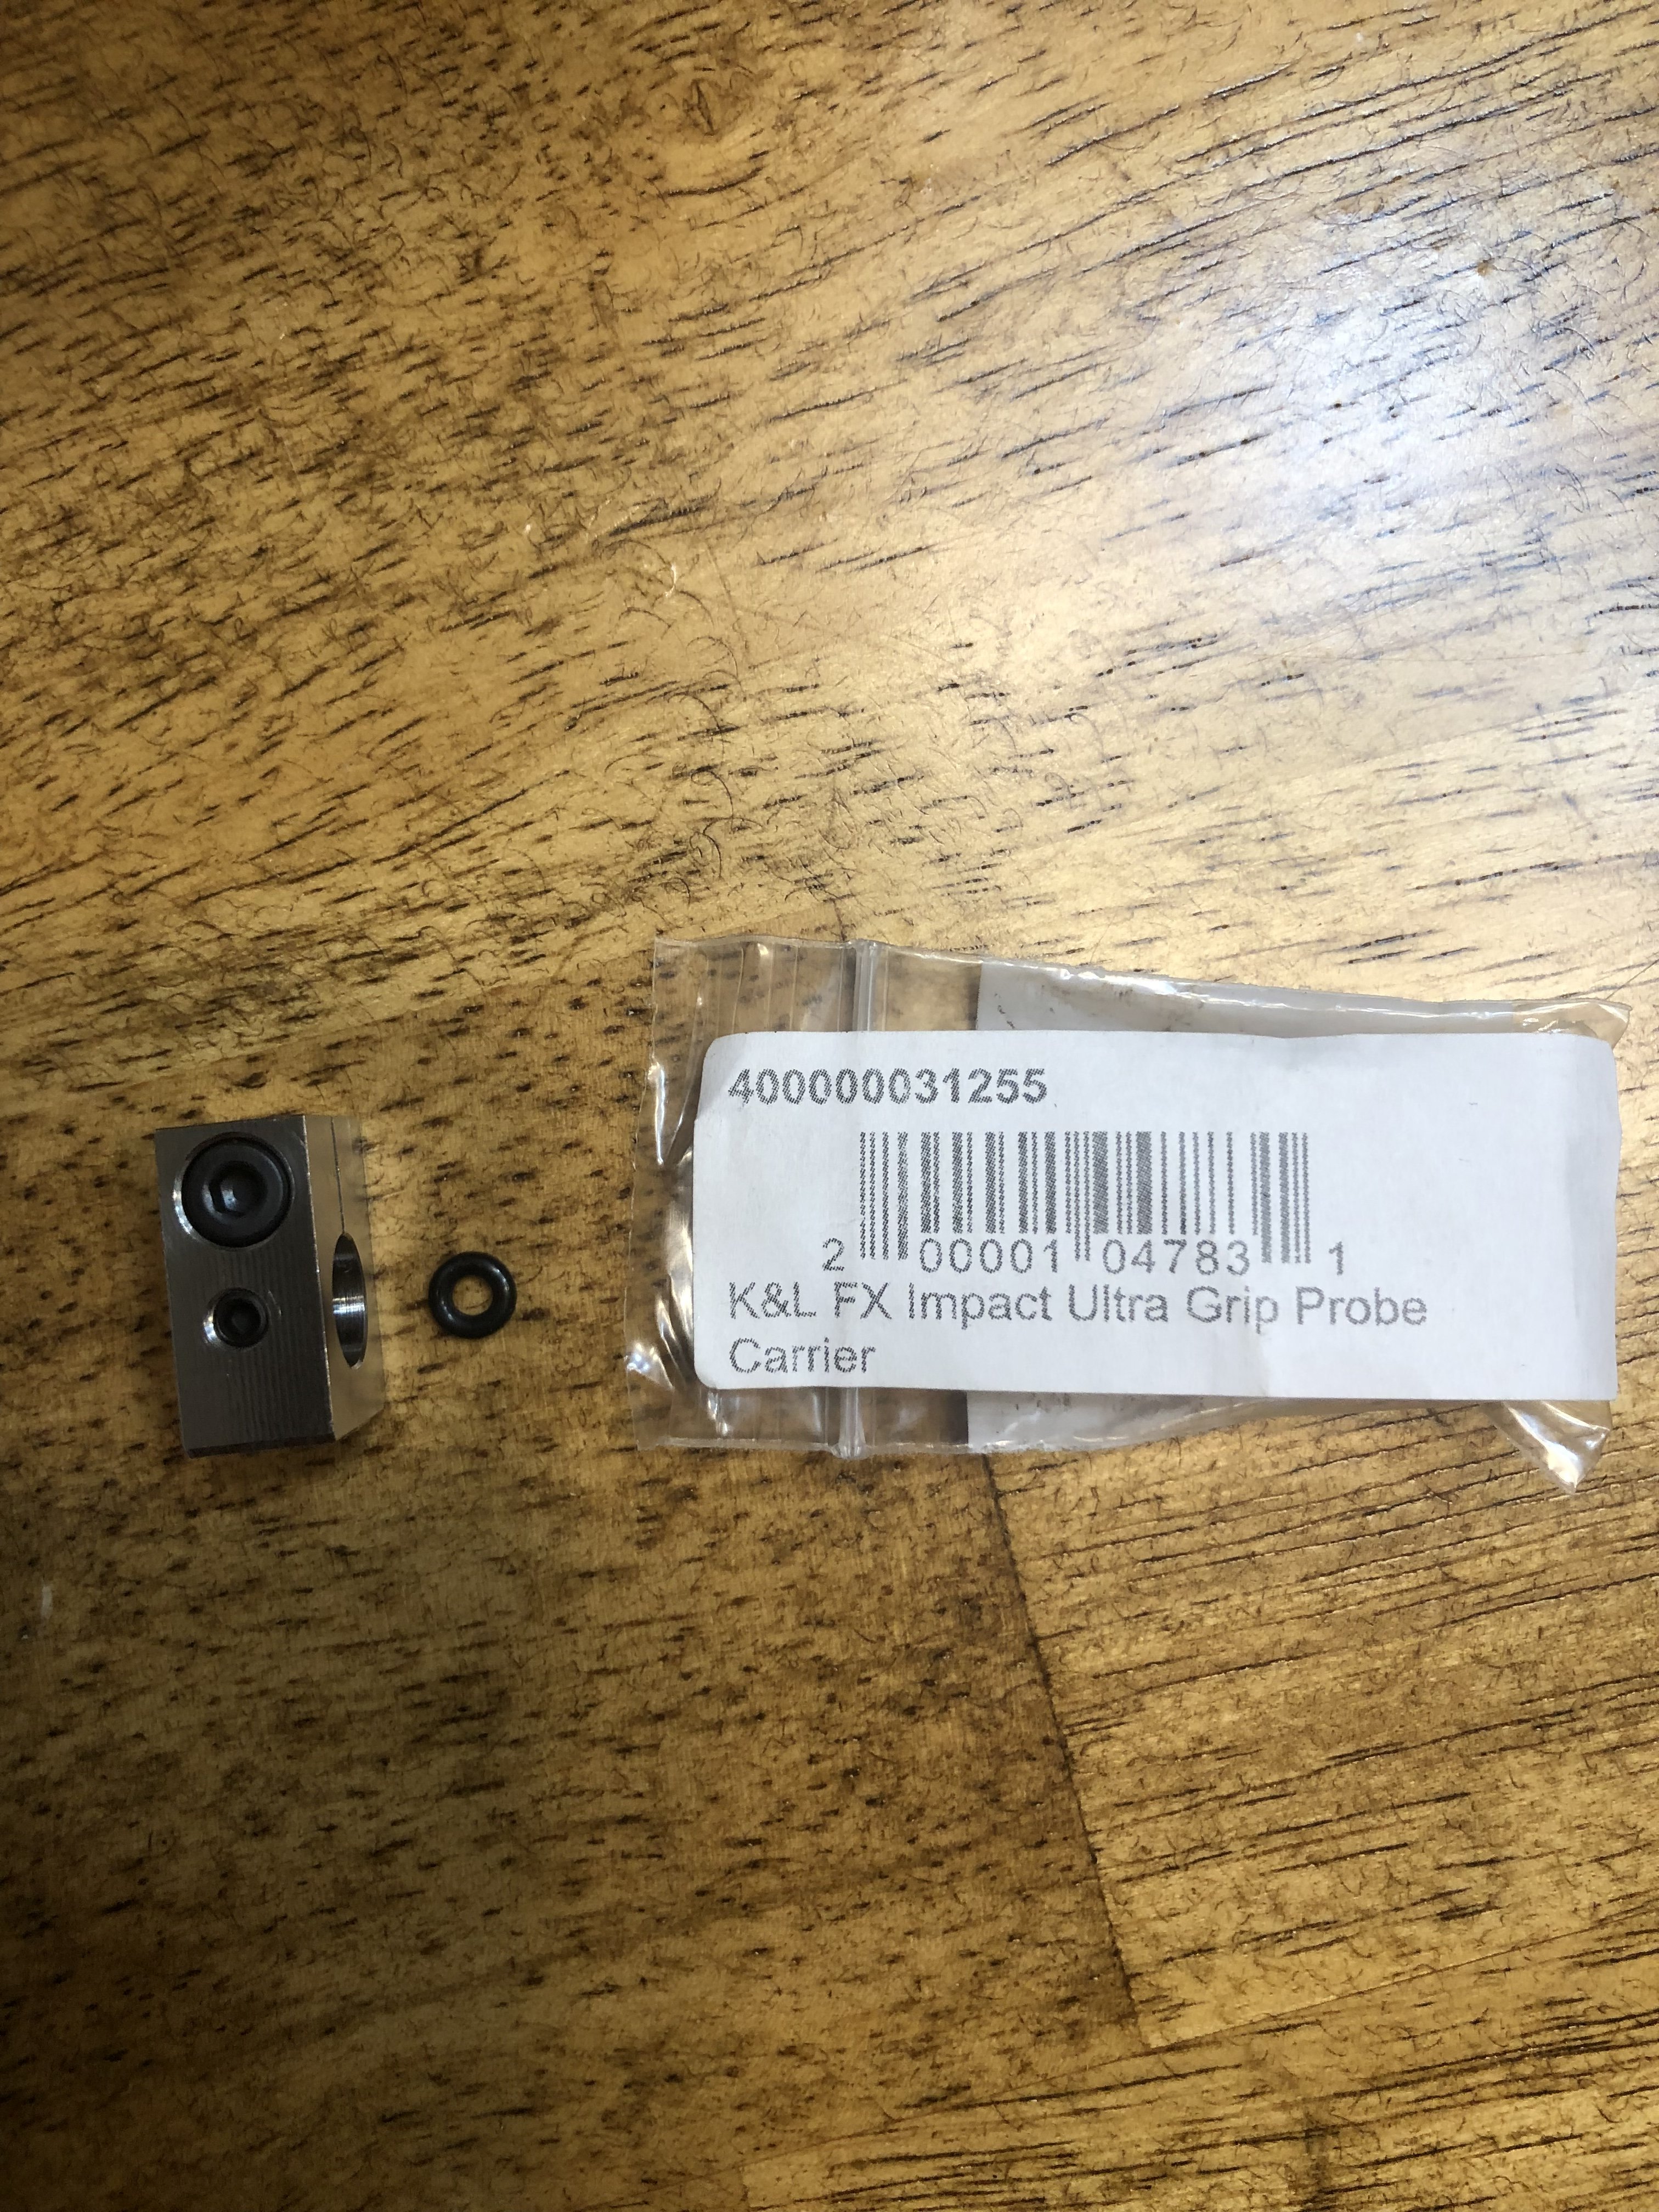 400000031255
2 00001 04783 1
K&L FX Impact Ultra Grip Probe
Carrier